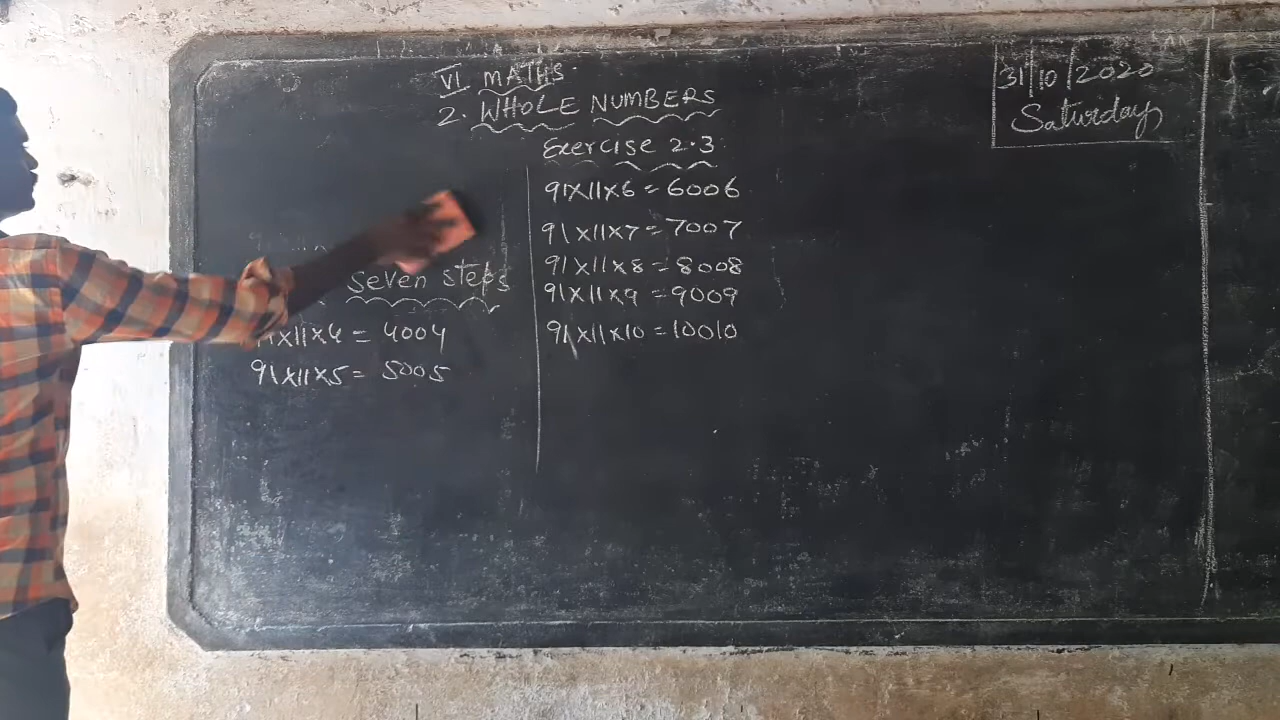 VI MATHS
2. WHOLE NUMBERS
Exercise 2.3
31/10/2020
Saturday
seven steps
91x11x4 = 4004
91x11x5 = 5005
91x11x6 = 6006
91x11x7 = 7007
91x11x8 = 8008
91x11x9 = 9009
91x11x10 = 10010